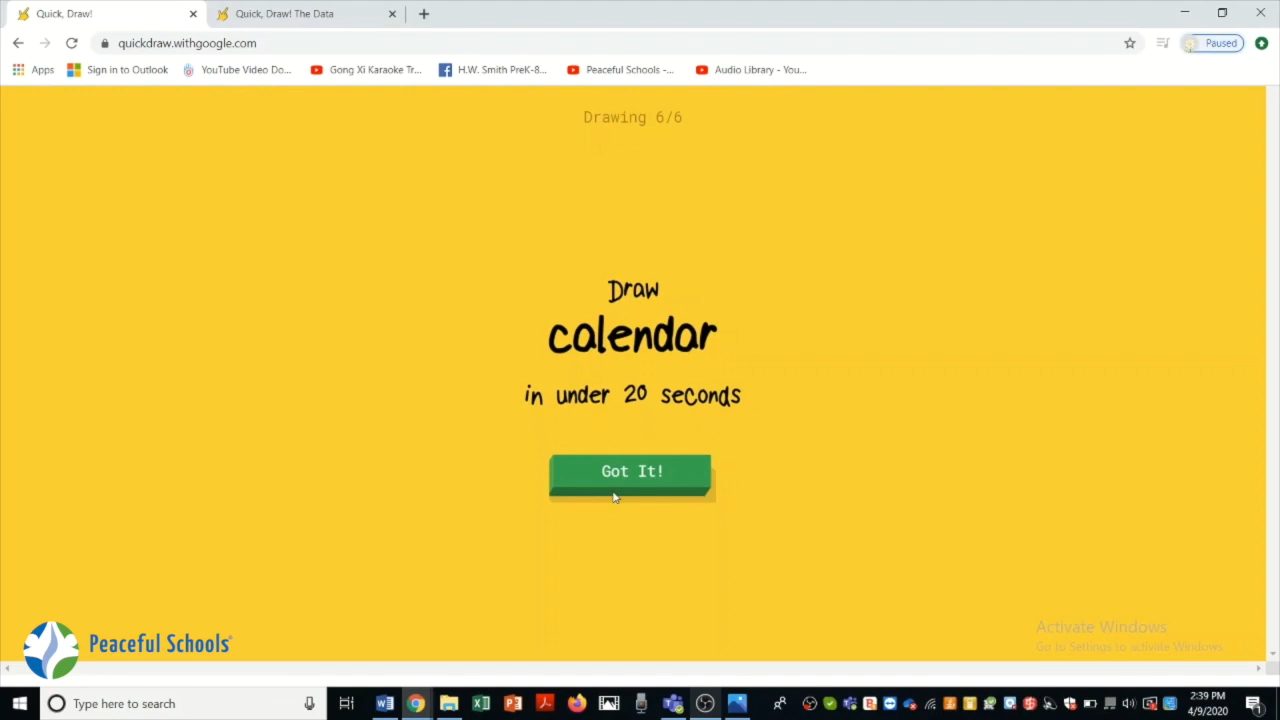 Quick, Draw!
Quick, Draw! The Data
quickdraw.withgoogle.com
Paused
Apps
Sign in to Outlook
YouTube Video Do...
Gong Xi Karaoke Tr...
H.W. Smith PreK-8...
Peaceful Schools -...
Audio Library - You...
Drawing 6/6
Draw
calendar
in under 20 seconds
Got It!
Activate Windows
Go to Settings to activate Windows.
Peaceful Schools®
Type here to search
2:39 PM
4/9/2020